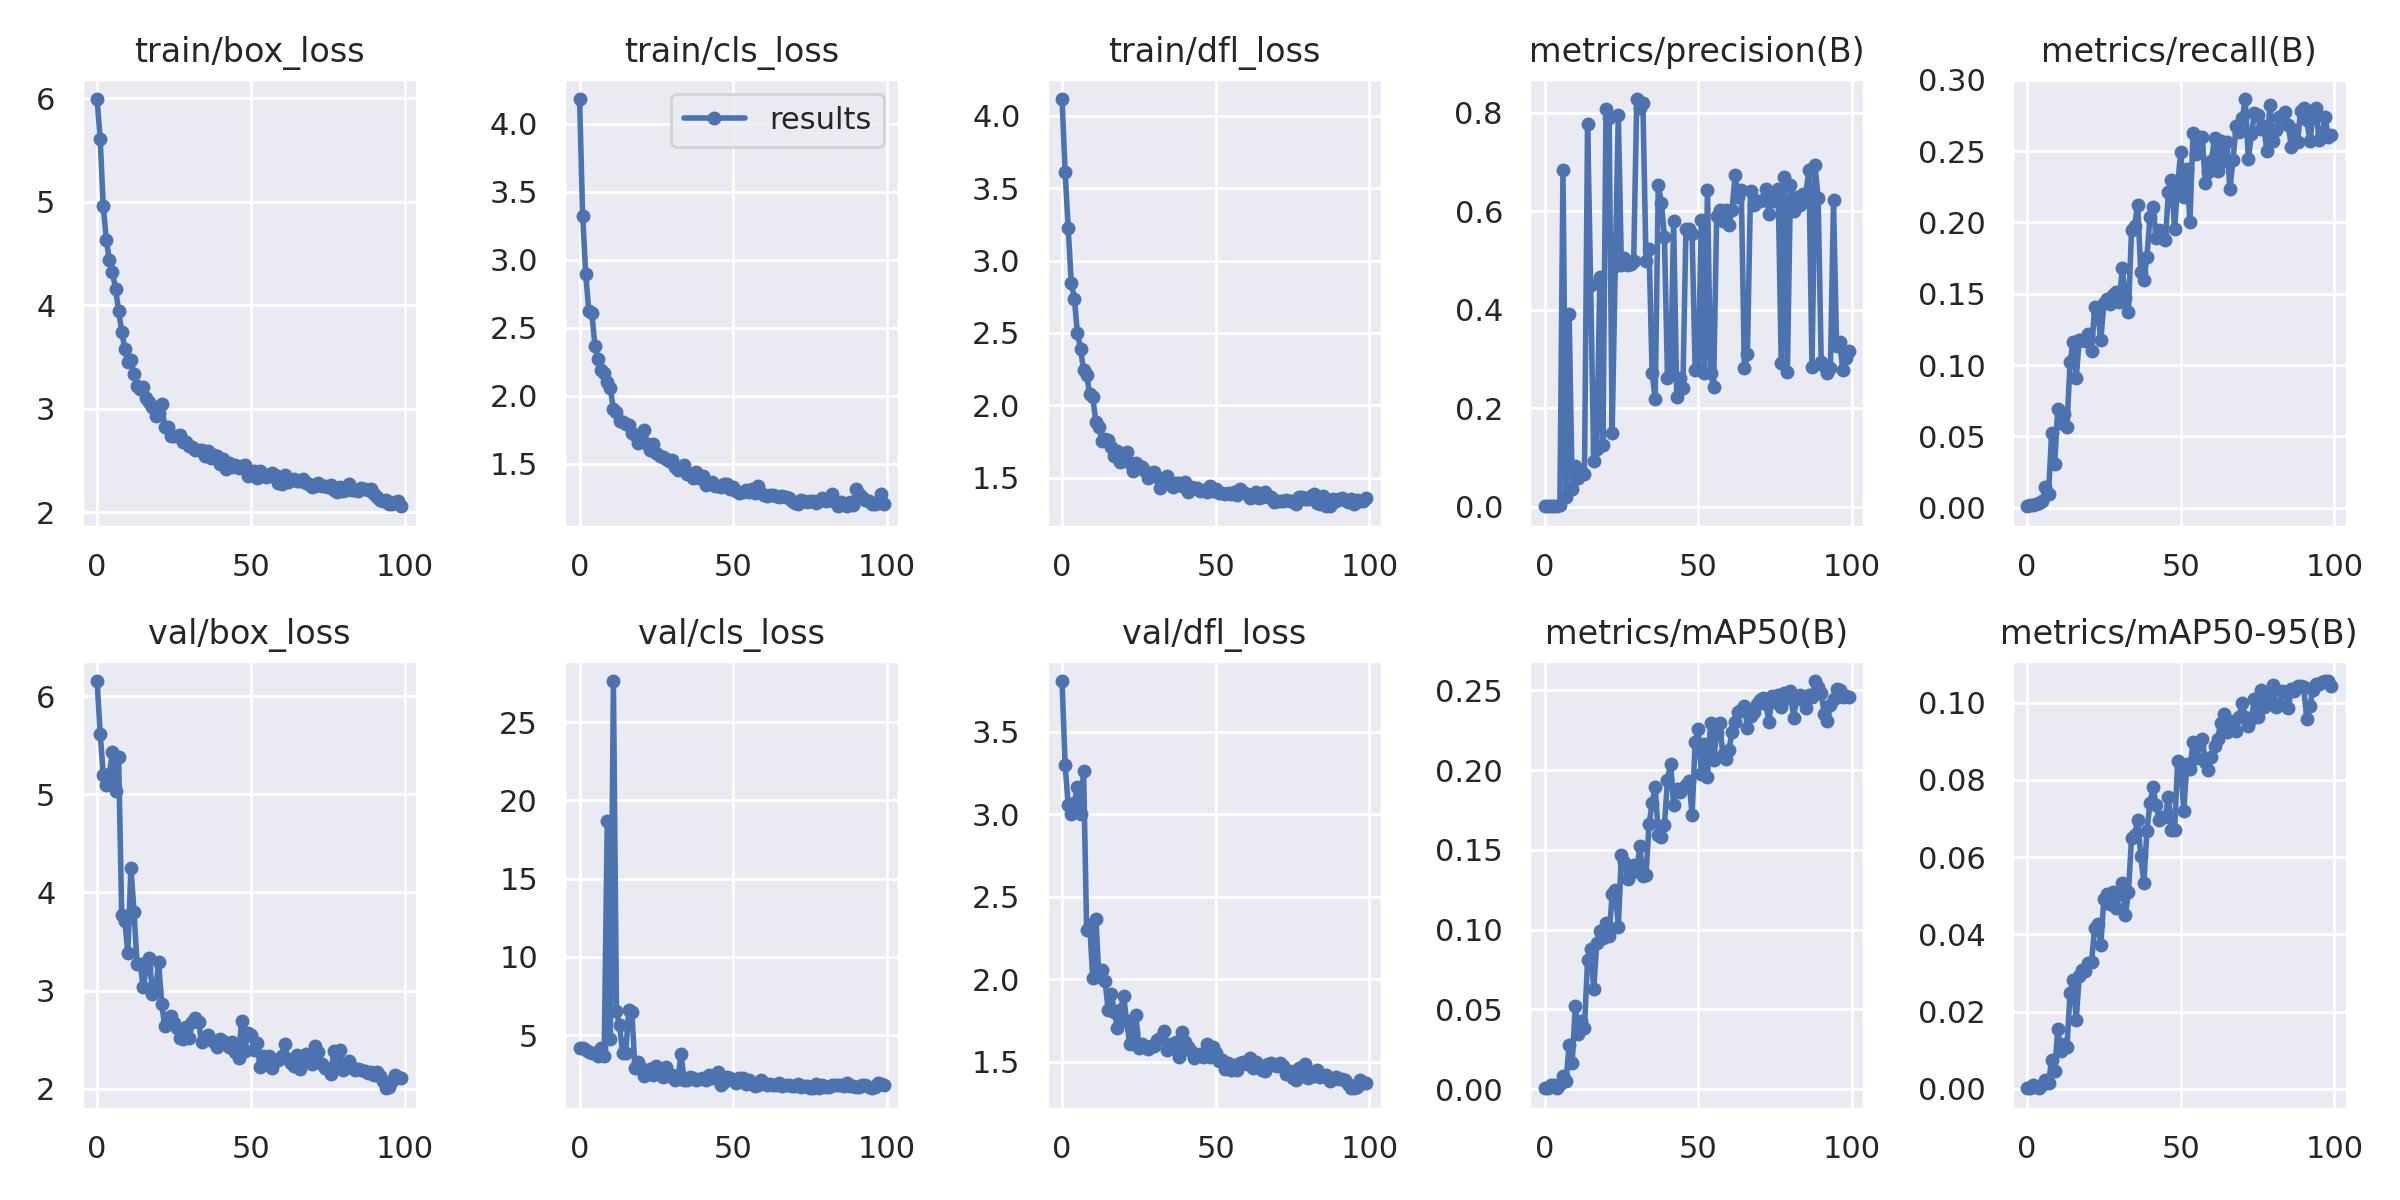 train/box_loss
6
5
4
3
2
0 50 100
train/cls_loss
results
4.0
3.5
3.0
2.5
2.0
1.5
0 50 100
train/dfl_loss
4.0
3.5
3.0
2.5
2.0
1.5
0 50 100
metrics/precision(B)
0.8
0.6
0.4
0.2
0.0
0 50 100
metrics/recall(B)
0.30
0.25
0.20
0.15
0.10
0.05
0.00
0 50 100
val/box_loss
6
5
4
3
2
0 50 100
val/cls_loss
25
20
15
10
5
0 50 100
val/dfl_loss
3.5
3.0
2.5
2.0
1.5
0 50 100
metrics/mAP50(B)
0.25
0.20
0.15
0.10
0.05
0.00
0 50 100
metrics/mAP50-95(B)
0.10
0.08
0.06
0.04
0.02
0.00
0 50 100